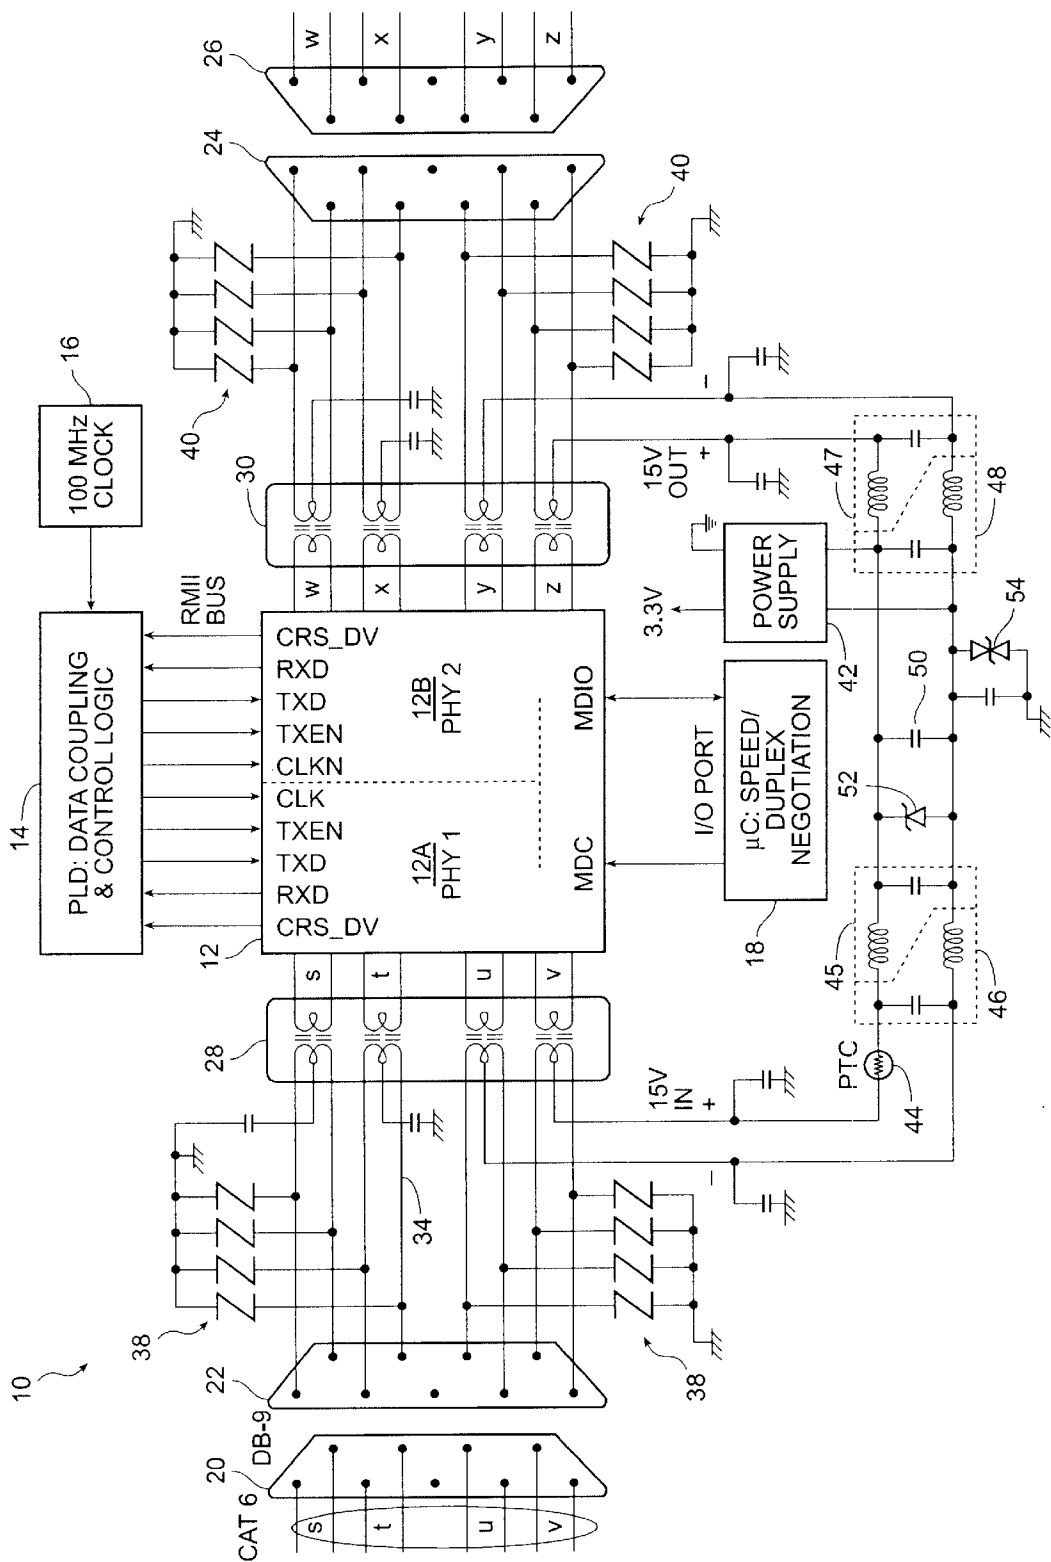 10
CAT 6
20
DB-9
22
38
38
34
s
t
u
v
28
s
t
u
v
15V
IN
+
–
PTC
44
45
46
14
PLD: DATA COUPLING
& CONTROL LOGIC
16
100 MHz
CLOCK
RMII
BUS
12
CRS_DV
RXD
TXD
TXEN
CLK
CLKN
TXEN
TXD
RXD
CRS_DV
12A
PHY 1
12B
PHY 2
MDC
MDIO
I/O PORT
18
µC: SPEED/
DUPLEX
NEGOTIATION
3.3V
POWER
SUPPLY
42
52
50
54
w
x
y
z
30
15V
OUT
+
–
47
48
40
40
24
26
w
x
y
z